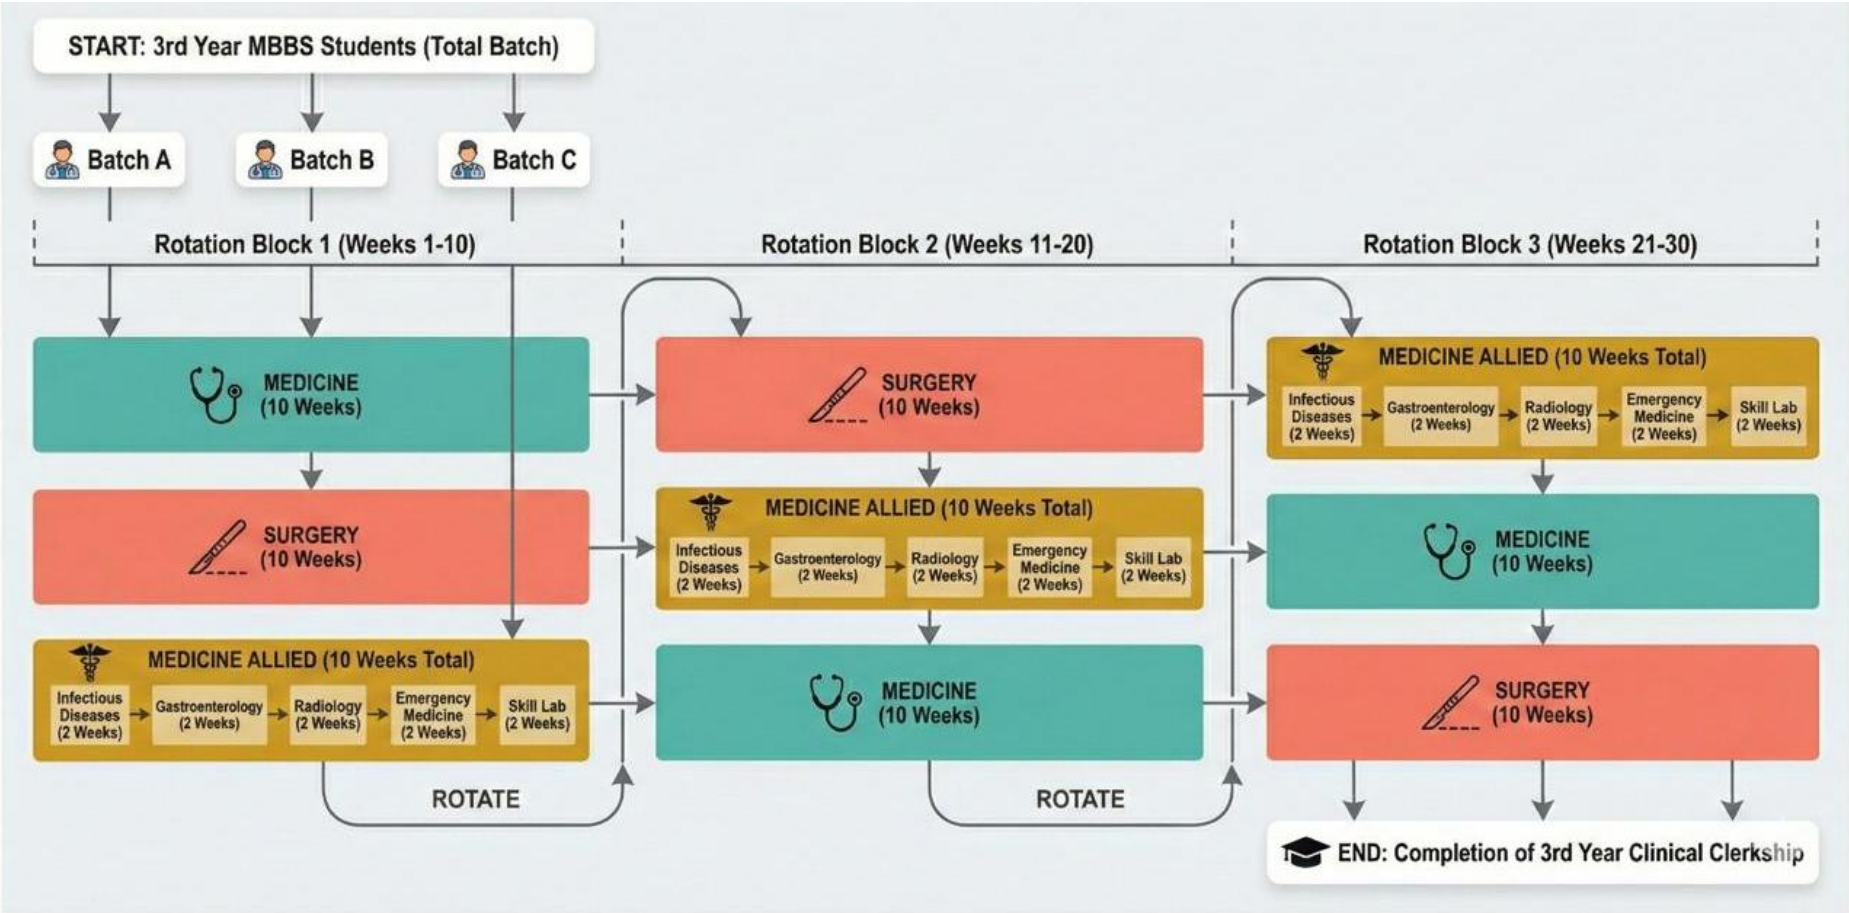 START: 3rd Year MBBS Students (Total Batch)
Batch A
Batch B
Batch C
Rotation Block 1 (Weeks 1-10)
Rotation Block 2 (Weeks 11-20)
Rotation Block 3 (Weeks 21-30)
MEDICINE
(10 Weeks)
SURGERY
(10 Weeks)
MEDICINE ALLIED (10 Weeks Total)
Infectious
Diseases
(2 Weeks)
Gastroenterology
(2 Weeks)
Radiology
(2 Weeks)
Emergency
Medicine
(2 Weeks)
Skill Lab
(2 Weeks)
ROTATE
SURGERY
(10 Weeks)
MEDICINE ALLIED (10 Weeks Total)
Infectious
Diseases
(2 Weeks)
Gastroenterology
(2 Weeks)
Radiology
(2 Weeks)
Emergency
Medicine
(2 Weeks)
Skill Lab
(2 Weeks)
MEDICINE
(10 Weeks)
ROTATE
MEDICINE ALLIED (10 Weeks Total)
Infectious
Diseases
(2 Weeks)
Gastroenterology
(2 Weeks)
Radiology
(2 Weeks)
Emergency
Medicine
(2 Weeks)
Skill Lab
(2 Weeks)
MEDICINE
(10 Weeks)
SURGERY
(10 Weeks)
END: Completion of 3rd Year Clinical Clerkship